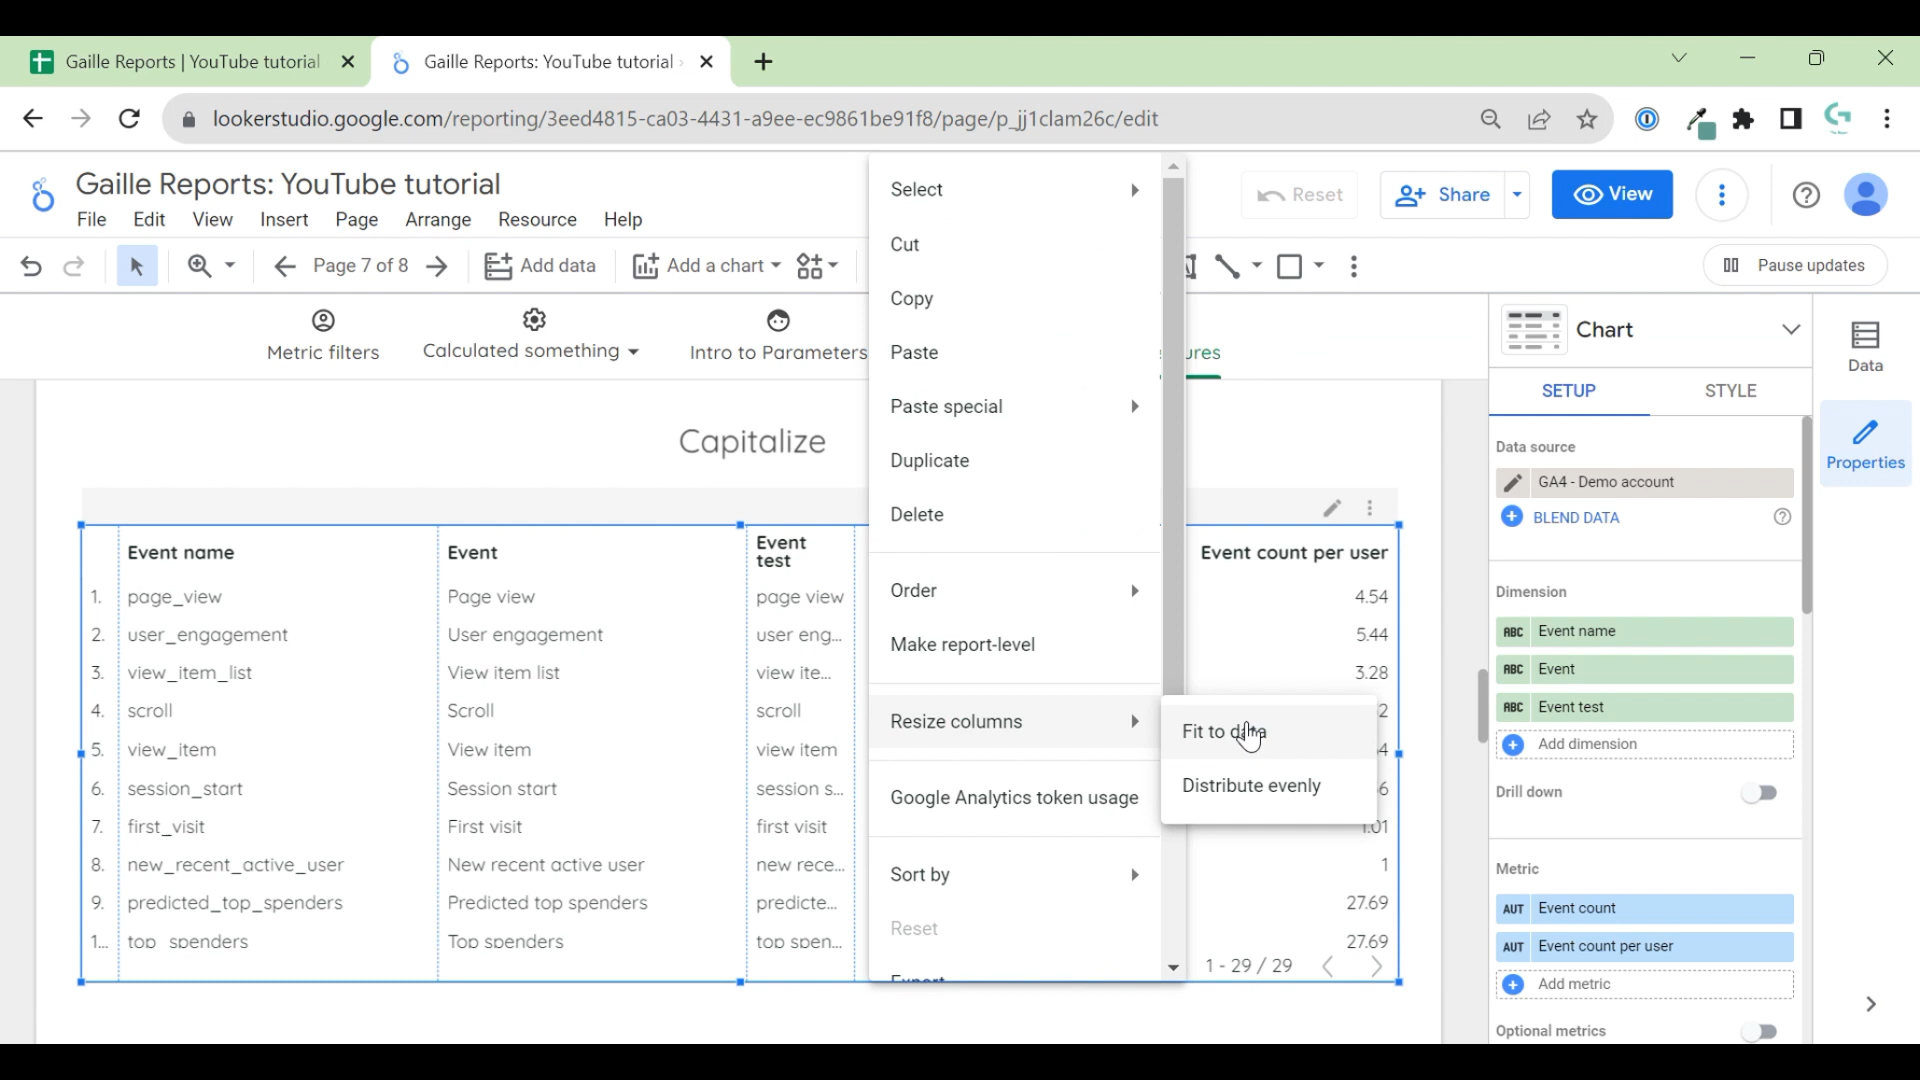 Gaille Reports | YouTube tutorial
Gaille Reports: YouTube tutorial
lookerstudio.google.com/reporting/3eed4815-ca03-4431-a9ee-ec9861be91f8/page/p_jj1clam26c/edit
Gaille Reports: YouTube tutorial
File Edit View Insert Page Arrange Resource Help
Reset
Share
View
Page 7 of 8
Add data
Add a chart
Pause updates
Metric filters
Calculated something
Intro to Parameters
Capitalize
Event name Event Event test Event count per user
1. page_view Page view page view 4.54
2. user_engagement User engagement user eng... 5.44
3. view_item_list View item list view ite... 3.28
4. scroll Scroll scroll
5. view_item View item view item
6. session_start Session start session s...
7. first_visit First visit first visit 1.01
8. new_recent_active_user New recent active user new rece... 1
9. predicted_top_spenders Predicted top spenders predicte... 27.69
1... top_spenders Top spenders top spen... 27.69
1 - 29 / 29
Select
Cut
Copy
Paste
Paste special
Duplicate
Delete
Order
Make report-level
Resize columns
Google Analytics token usage
Sort by
Reset
Export
Fit to data
Distribute evenly
Chart
SETUP STYLE
Data source
GA4 - Demo account
BLEND DATA
Dimension
ABC Event name
ABC Event
ABC Event test
Add dimension
Drill down
Metric
AUT Event count
AUT Event count per user
Add metric
Optional metrics
Data
Properties